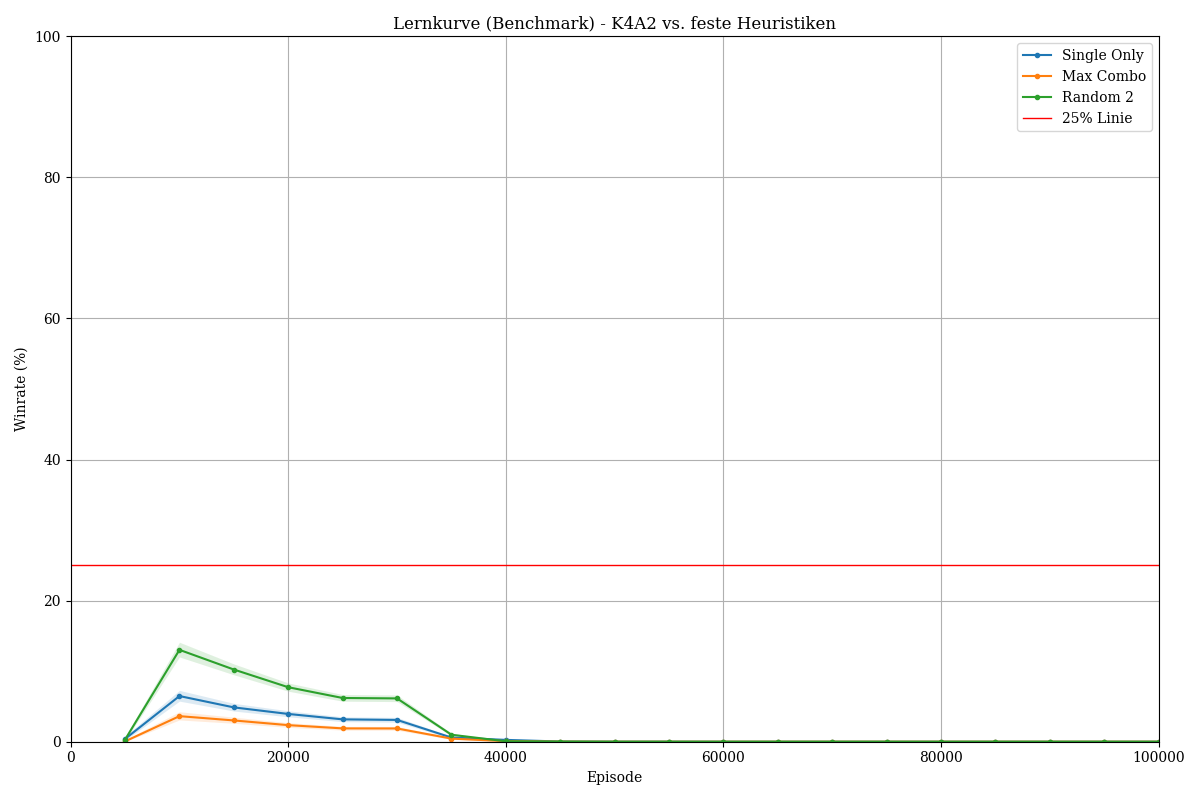 Lernkurve (Benchmark) - K4A2 vs. feste Heuristiken
100
80
60
40
20
0
Winrate (%)
Single Only
Max Combo
Random 2
25% Linie
0 20000 40000 60000 80000 100000
Episode